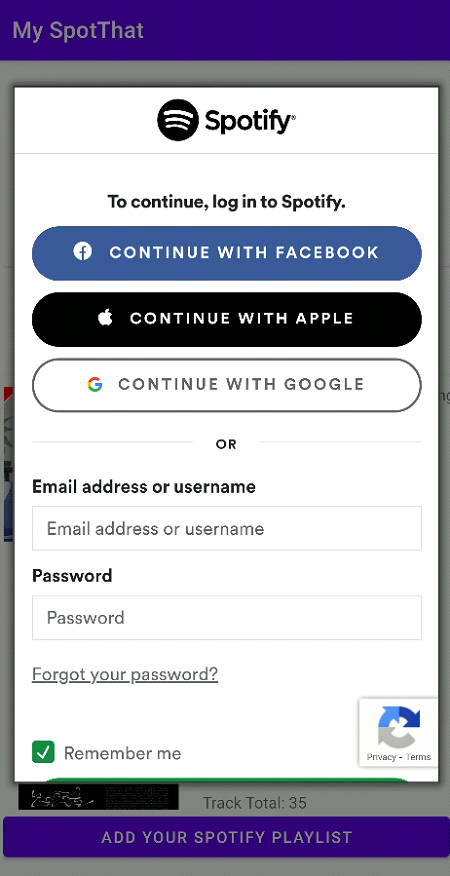 My SpotThat
Spotify®
To continue, log in to Spotify.
CONTINUE WITH FACEBOOK
CONTINUE WITH APPLE
CONTINUE WITH GOOGLE
OR
Email address or username
Email address or username
Password
Password
Forgot your password?
Remember me
Privacy - Terms
Track Total: 35
ADD YOUR SPOTIFY PLAYLIST